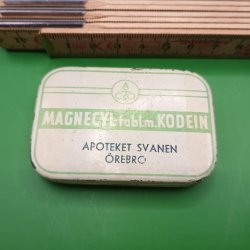 MAGNECYL-tabl.m.KODEIN
APOTEKET SVANEN
ÖREBRO